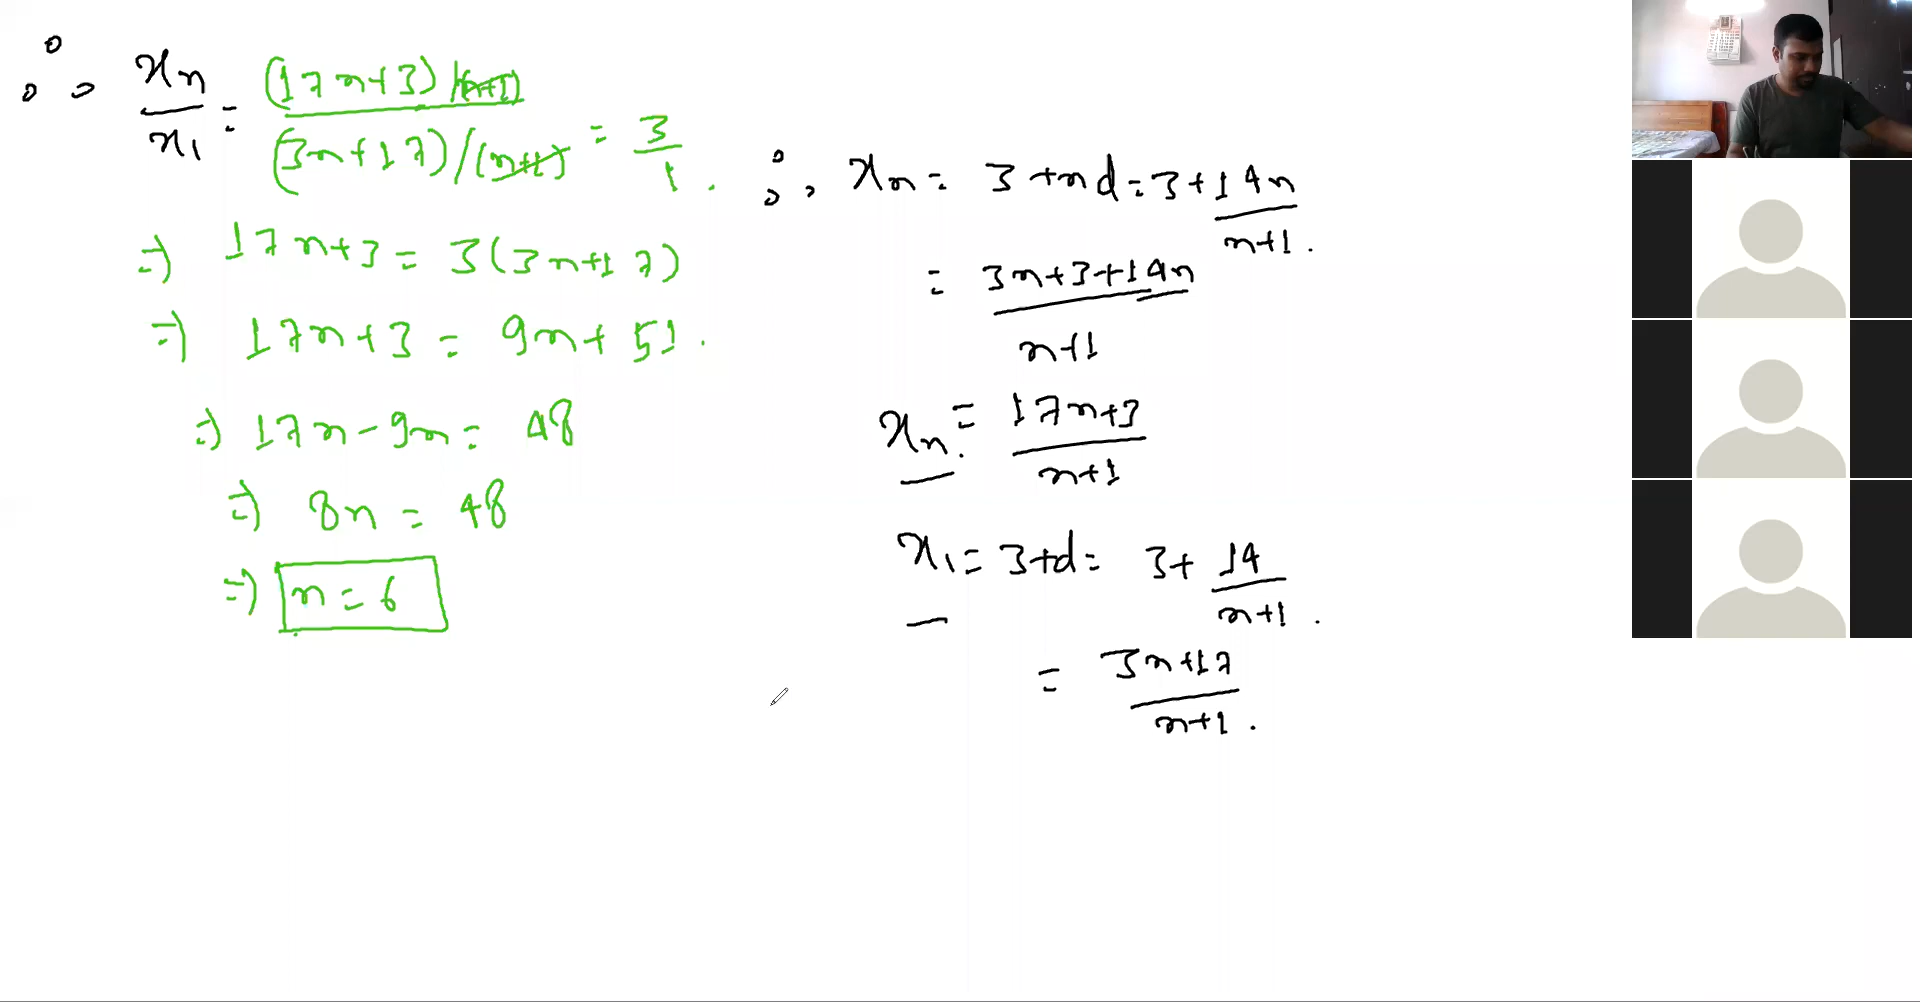 ∴ xₙ/x₁ = (17n+3)/(n+1) / (3n+17)/(n+1) = 3/1.
⇒ 17n+3 = 3(3n+17)
⇒ 17n+3 = 9n+51.
⇒ 17n-9n = 48
⇒ 8n = 48
⇒ n = 6
∴ xₙ = 3+nd = 3+14n/n+1.
= 3n+3+14n/n+1
xₙ = 17n+3/n+1
x₁ = 3+d = 3+14/n+1.
= 3n+17/n+1.